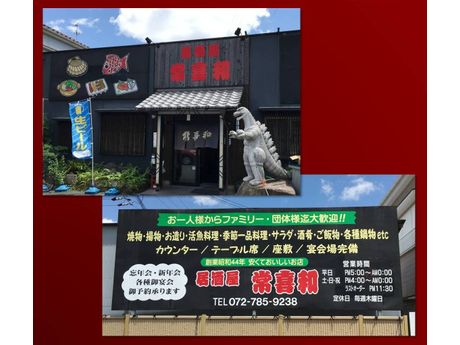 居酒屋
常喜和
生ビール
常喜和
お一人様からファミリー・団体様迄大歓迎!!
焼物・揚物・お造り・活魚料理・季節一品料理・サラダ・酒肴・ご飯物・各種鍋物etc
カウンター／テーブル席／座敷／宴会場完備
忘年会・新年会
各種御宴会
御予約承ります
創業昭和44年 安くておいしいお店
居酒屋 常喜和
TEL 072-785-9238
営業時間
平日 PM5:00～AM0:00
土・日・祝 PM4:00～AM0:00
ラストオーダー PM11:30
定休日 毎週木曜日